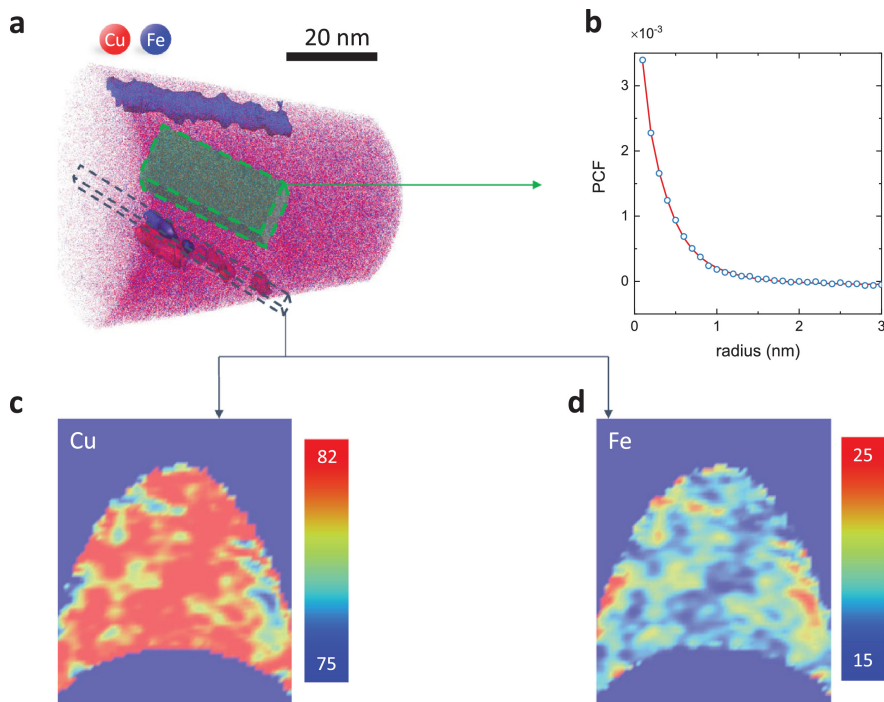 a
Cu Fe
20 nm
b
×10⁻³
3
2
1
0
PCF
0 1 2 3
radius (nm)
c
Cu
82
75
d
Fe
25
15